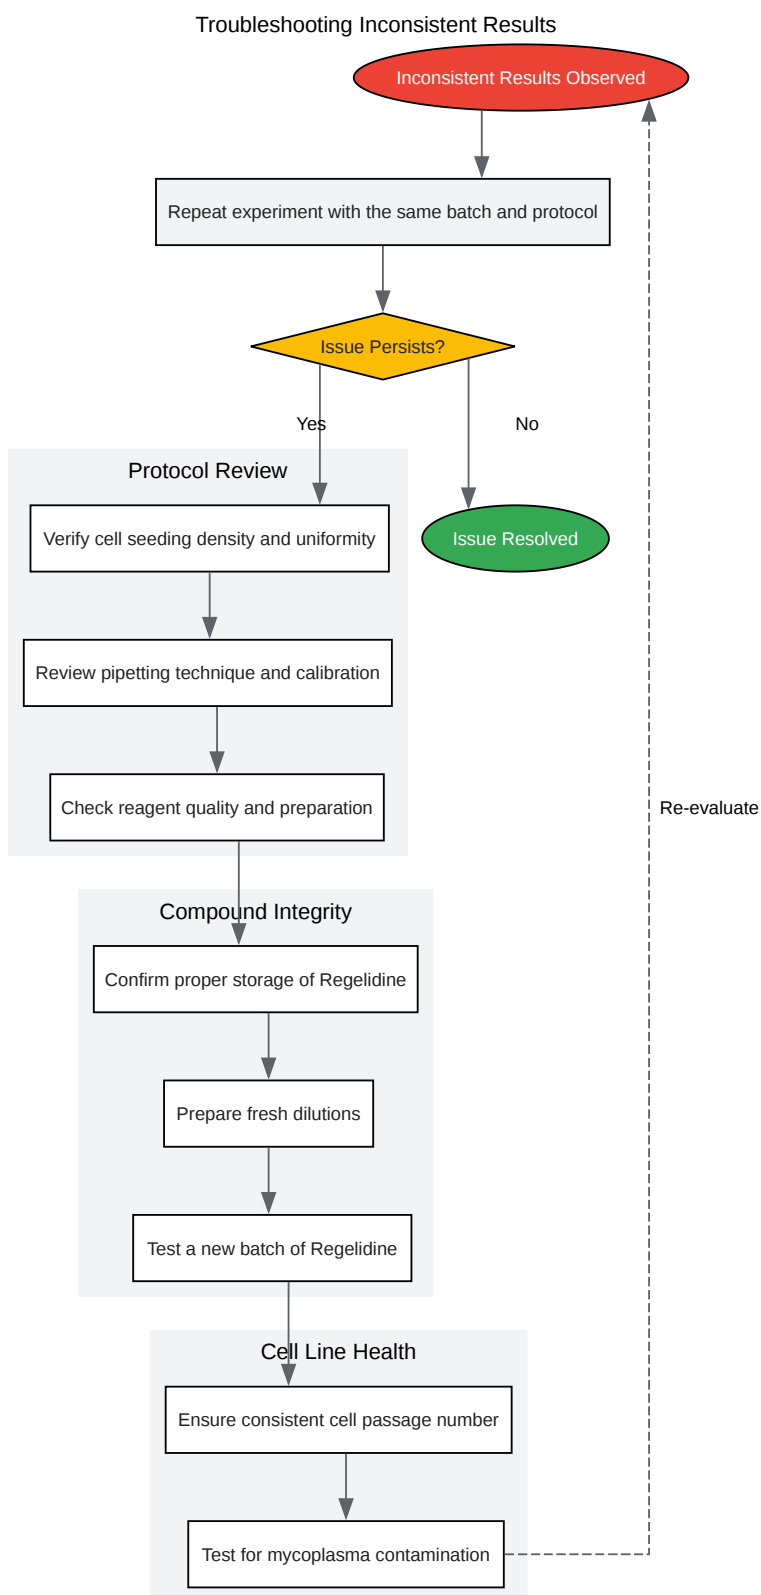 Troubleshooting Inconsistent Results
Inconsistent Results Observed
Repeat experiment with the same batch and protocol
Issue Persists?
Yes
No
Protocol Review
Verify cell seeding density and uniformity
Issue Resolved
Review pipetting technique and calibration
Check reagent quality and preparation
Re-evaluate
Compound Integrity
Confirm proper storage of Regelidine
Prepare fresh dilutions
Test a new batch of Regelidine
Cell Line Health
Ensure consistent cell passage number
Test for mycoplasma contamination